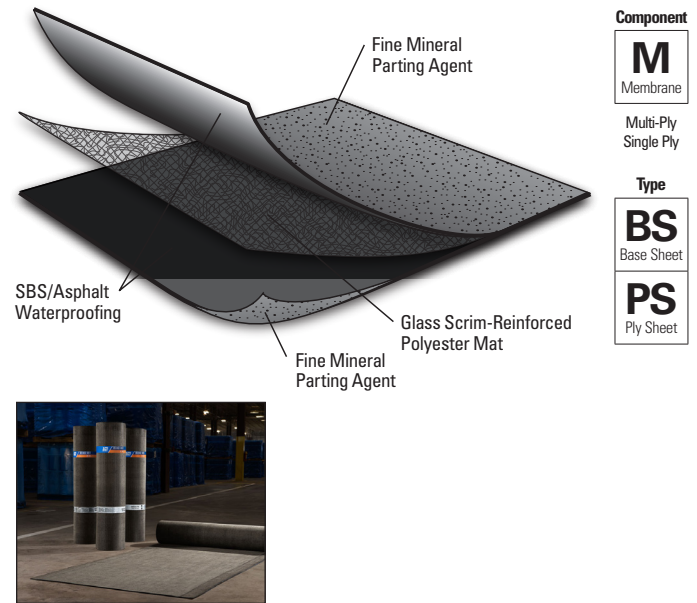 Fine Mineral
Parting Agent
SBS/Asphalt
Waterproofing
Glass Scrim-Reinforced
Polyester Mat
Fine Mineral
Parting Agent
Component
M
Membrane
Multi-Ply
Single Ply
Type
BS
Base Sheet
PS
Ply Sheet